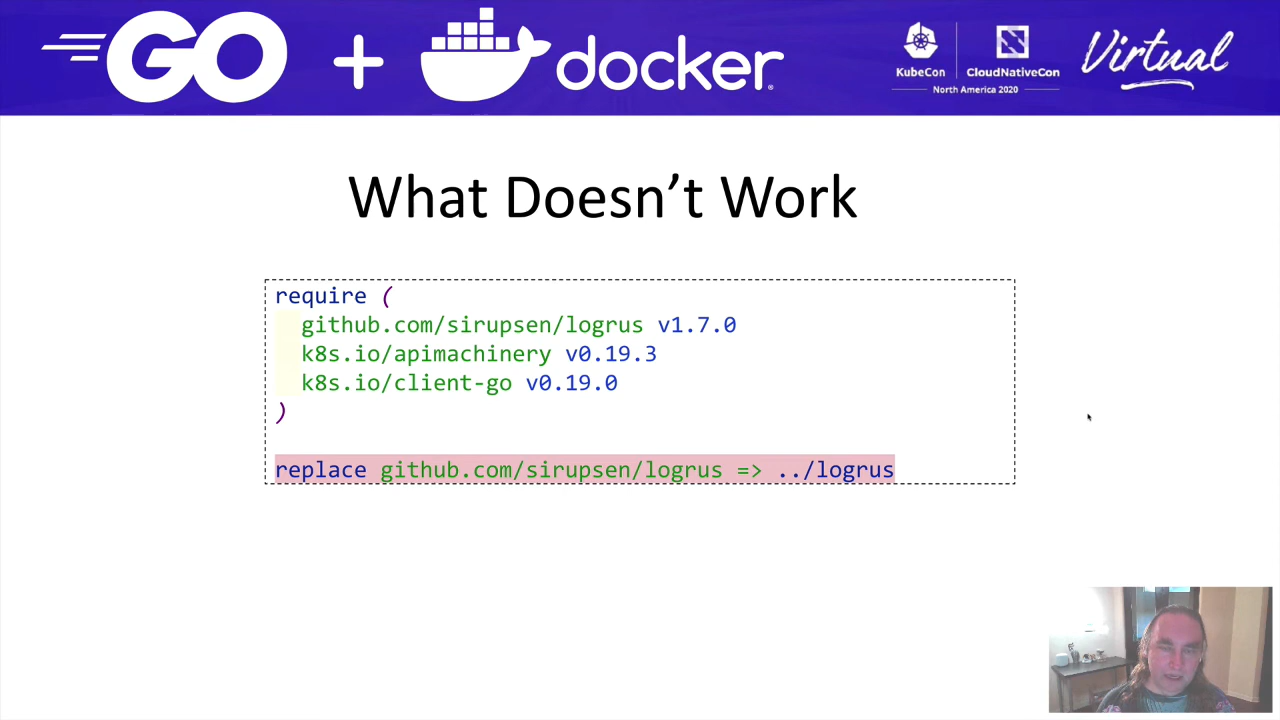 GO + docker
KubeCon CloudNativeCon
North America 2020
Virtual
What Doesn’t Work
require (
github.com/sirupsen/logrus v1.7.0
k8s.io/apimachinery v0.19.3
k8s.io/client-go v0.19.0
)
replace github.com/sirupsen/logrus => ../logrus